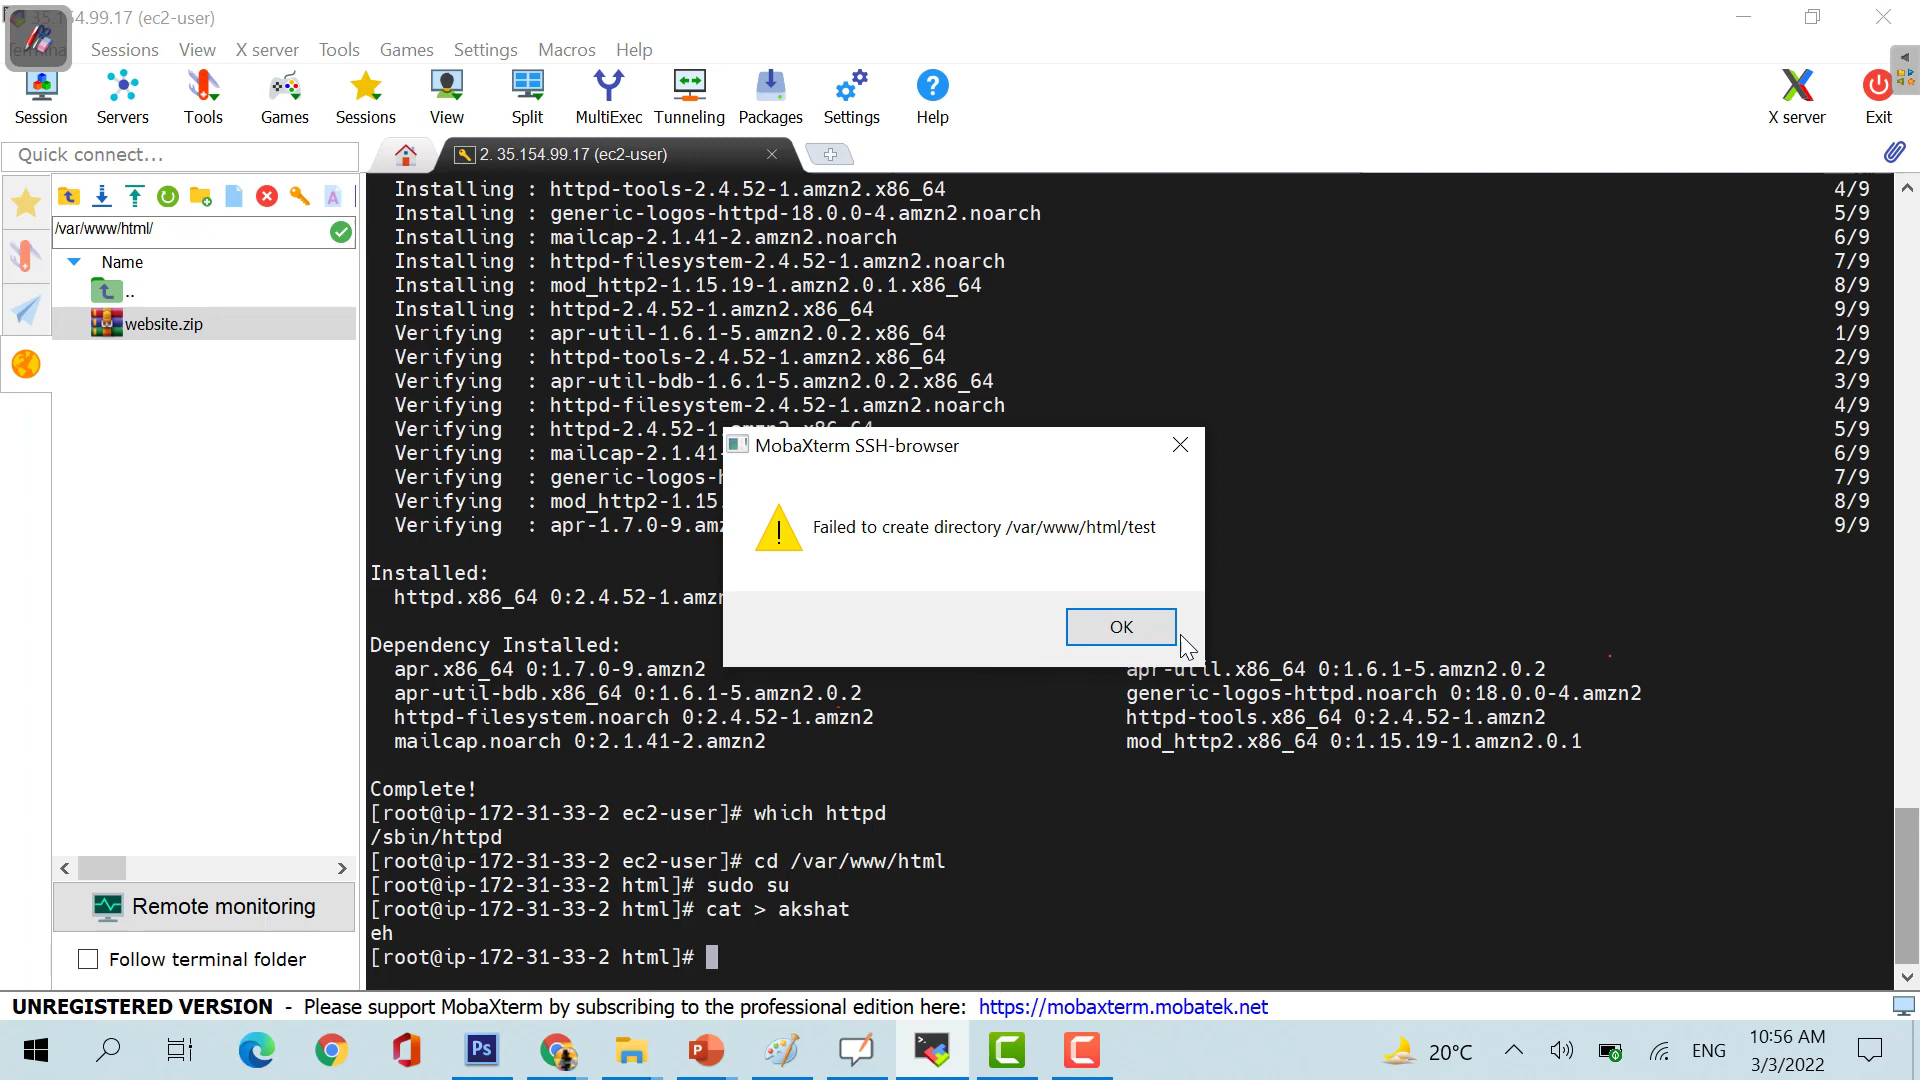 35.154.99.17 (ec2-user)
Sessions View X server Tools Games Settings Macros Help
Session Servers Tools Games Sessions View Split MultiExec Tunneling Packages Settings Help X server Exit
Quick connect...
2. 35.154.99.17 (ec2-user)
/var/www/html/
Name
..
website.zip
Installing : httpd-tools-2.4.52-1.amzn2.x86_64 4/9
Installing : generic-logos-httpd-18.0.0-4.amzn2.noarch 5/9
Installing : mailcap-2.1.41-2.amzn2.noarch 6/9
Installing : httpd-filesystem-2.4.52-1.amzn2.noarch 7/9
Installing : mod_http2-1.15.19-1.amzn2.0.1.x86_64 8/9
Installing : httpd-2.4.52-1.amzn2.x86_64 9/9
Verifying : apr-util-1.6.1-5.amzn2.0.2.x86_64 1/9
Verifying : httpd-tools-2.4.52-1.amzn2.x86_64 2/9
Verifying : apr-util-bdb-1.6.1-5.amzn2.0.2.x86_64 3/9
Verifying : httpd-filesystem-2.4.52-1.amzn2.noarch 4/9
Verifying : httpd-2.4.52-1 5/9
Verifying : mailcap-2.1.41- 6/9
Verifying : generic-logos- 7/9
Verifying : mod_http2-1.15. 8/9
Verifying : apr-1.7.0-9.am 9/9
MobaXterm SSH-browser
Failed to create directory /var/www/html/test
OK
Installed:
httpd.x86_64 0:2.4.52-1.amz
Dependency Installed:
apr.x86_64 0:1.7.0-9.amzn2 apr-util.x86_64 0:1.6.1-5.amzn2.0.2
apr-util-bdb.x86_64 0:1.6.1-5.amzn2.0.2 generic-logos-httpd.noarch 0:18.0.0-4.amzn2
httpd-filesystem.noarch 0:2.4.52-1.amzn2 httpd-tools.x86_64 0:2.4.52-1.amzn2
mailcap.noarch 0:2.1.41-2.amzn2 mod_http2.x86_64 0:1.15.19-1.amzn2.0.1
Complete!
[root@ip-172-31-33-2 ec2-user]# which httpd
/sbin/httpd
[root@ip-172-31-33-2 ec2-user]# cd /var/www/html
[root@ip-172-31-33-2 html]# sudo su
[root@ip-172-31-33-2 html]# cat > akshat
eh
[root@ip-172-31-33-2 html]#
Remote monitoring
Follow terminal folder
UNREGISTERED VERSION - Please support MobaXterm by subscribing to the professional edition here: https://mobaxterm.mobatek.net
Ps
20°C
ENG
10:56 AM
3/3/2022